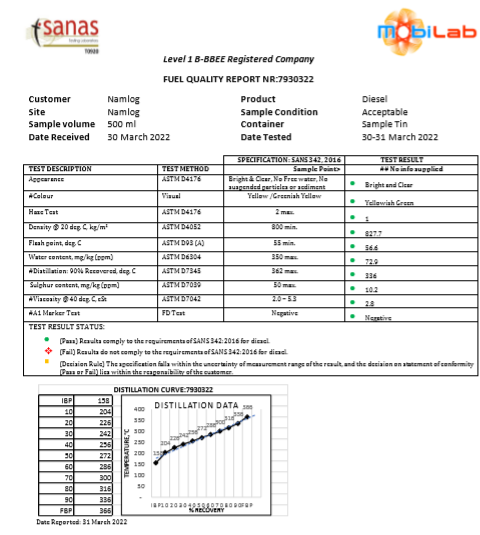 sanas
Testing Laboratory
T0920
MOBiLab
Level 1 B-BBEE Registered Company
FUEL QUALITY REPORT NR:7930322
Customer Namlog Product Diesel
Site Namlog Sample Condition Acceptable
Sample volume 500 ml Container Sample Tin
Date Received 30 March 2022 Date Tested 30-31 March 2022
SPECIFICATION: SANS 342, 2016 TEST RESULT
TEST DESCRIPTION TEST METHOD Sample Point> ## No info supplied
Appearance ASTM D4176 Bright & Clear, No Free water, No suspended particles or sediment Bright and Clear
#Colour Visual Yellow /Greenish Yellow Yellowish Green
Haze Test ASTM D4176 2 max. 1
Density @ 20 deg. C, kg/m³ ASTM D4052 800 min. 827.7
Flash point, deg. C ASTM D93 (A) 55 min. 56.6
Water content, mg/kg (ppm) ASTM D6304 350 max. 72.9
#Distillation: 90% Recovered, deg. C ASTM D7345 362 max. 336
Sulphur content, mg/kg (ppm) ASTM D7039 50 max. 10.2
#Viscosity @ 40 deg. C, cSt ASTM D7042 2.0 – 5.3 2.8
#A1 Marker Test FD Test Negative Negative
TEST RESULT STATUS:
(Pass) Results comply to the requirements of SANS 342:2016 for diesel.
(Fail) Results do not comply to the requirements of SANS 342:2016 for diesel.
(Decision Rule) The specification falls within the uncertainty of measurement range of the result, and the decision on statement of conformity
(Pass or Fail) lies within the responsibility of the customer.
DISTILLATION CURVE:7930322
IBP 158
10 204
20 226
30 242
40 256
50 272
60 286
70 300
80 316
90 336
FBP 366
DISTILLATION DATA
TEMPERATURE, °C
400
350
300
250
200
150
100
50
-
158 204 226 242 256 272 286 300 316 336 366
IBP 10 20 30 40 50 60 70 80 90 FBP
% RECOVERY
Date Reported: 31 March 2022